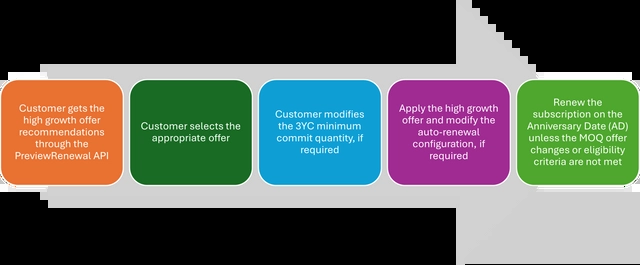 Customer gets the
high growth offer
recommendations
through the
PreviewRenewal API
Customer selects the
appropriate offer
Customer modifies
the 3YC minimum
commit quantity, if
required
Apply the high growth
offer and modify the
auto-renewal
configuration, if
required
Renew the
subscription on the
Anniversary Date (AD)
unless the MOQ offer
changes or eligibility
criteria are not met